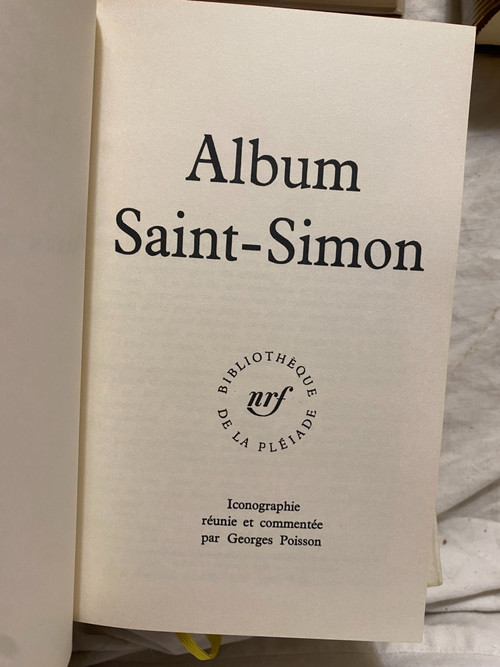 Album
Saint-Simon
BIBLIOTHÈQUE
nrf
DE LA PLÉIADE
Iconographie
réunie et commentée
par Georges Poisson